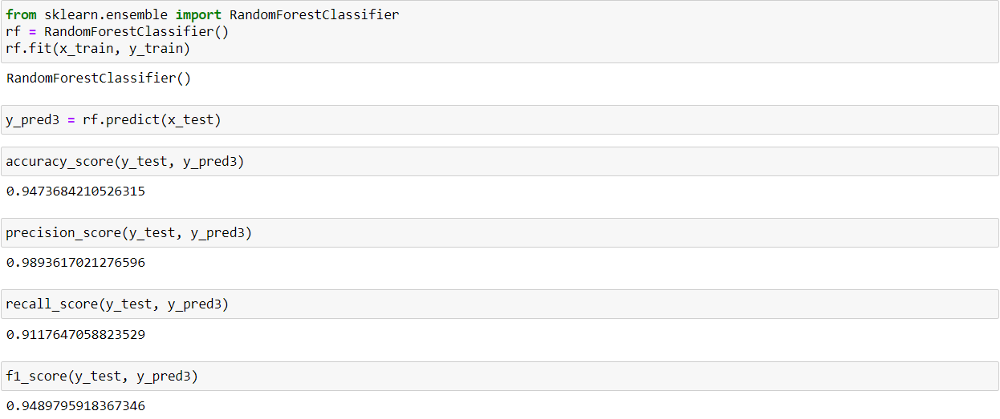 from sklearn.ensemble import RandomForestClassifier
rf = RandomForestClassifier()
rf.fit(x_train, y_train)
RandomForestClassifier()
y_pred3 = rf.predict(x_test)
accuracy_score(y_test, y_pred3)
0.9473684210526315
precision_score(y_test, y_pred3)
0.9893617021276596
recall_score(y_test, y_pred3)
0.9117647058823529
f1_score(y_test, y_pred3)
0.9489795918367346